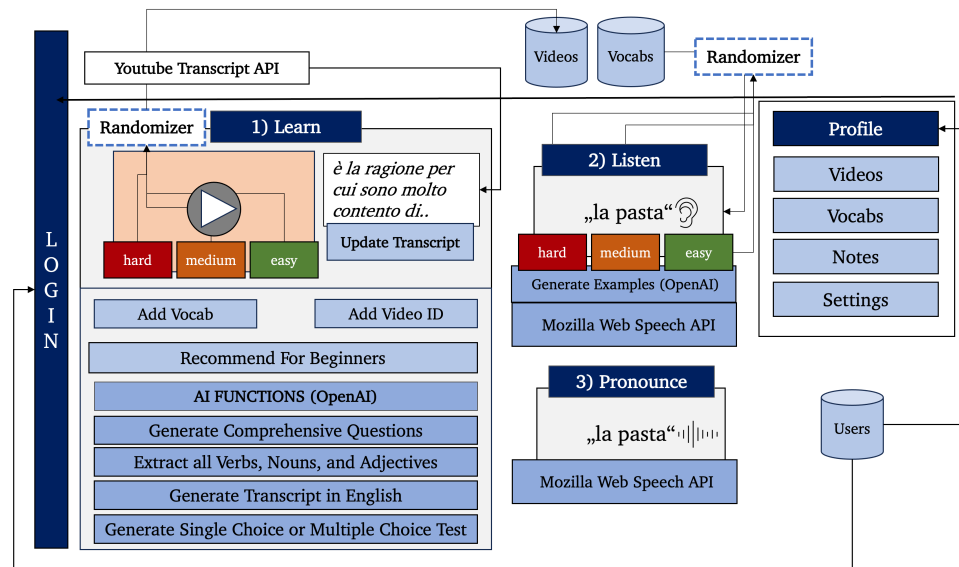 LOGIN
Youtube Transcript API
Videos
Vocabs
Randomizer
Randomizer
1) Learn
è la ragione per
cui sono molto
contento di..
Update Transcript
hard
medium
easy
Add Vocab
Add Video ID
Recommend For Beginners
AI FUNCTIONS (OpenAI)
Generate Comprehensive Questions
Extract all Verbs, Nouns, and Adjectives
Generate Transcript in English
Generate Single Choice or Multiple Choice Test
2) Listen
„la pasta“
hard
medium
easy
Generate Examples (OpenAI)
Mozilla Web Speech API
3) Pronounce
„la pasta“
Mozilla Web Speech API
Profile
Videos
Vocabs
Notes
Settings
Users